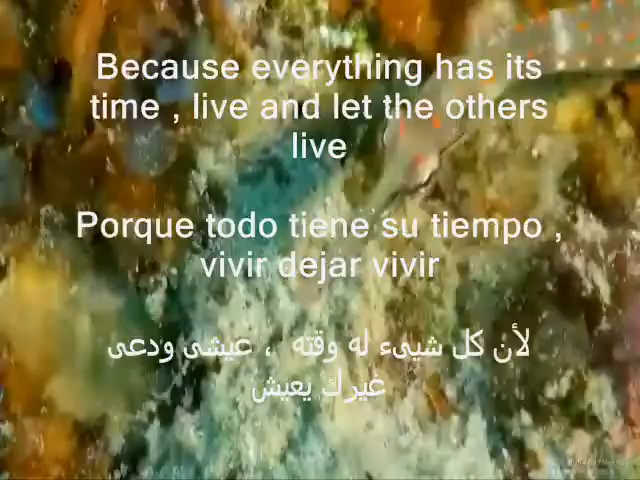 Because everything has its
time , live and let the others
live
Porque todo tiene su tiempo ,
vivir dejar vivir
لأن كل شيىء له وقته ، عيشى ودعى
غيرك يعيش